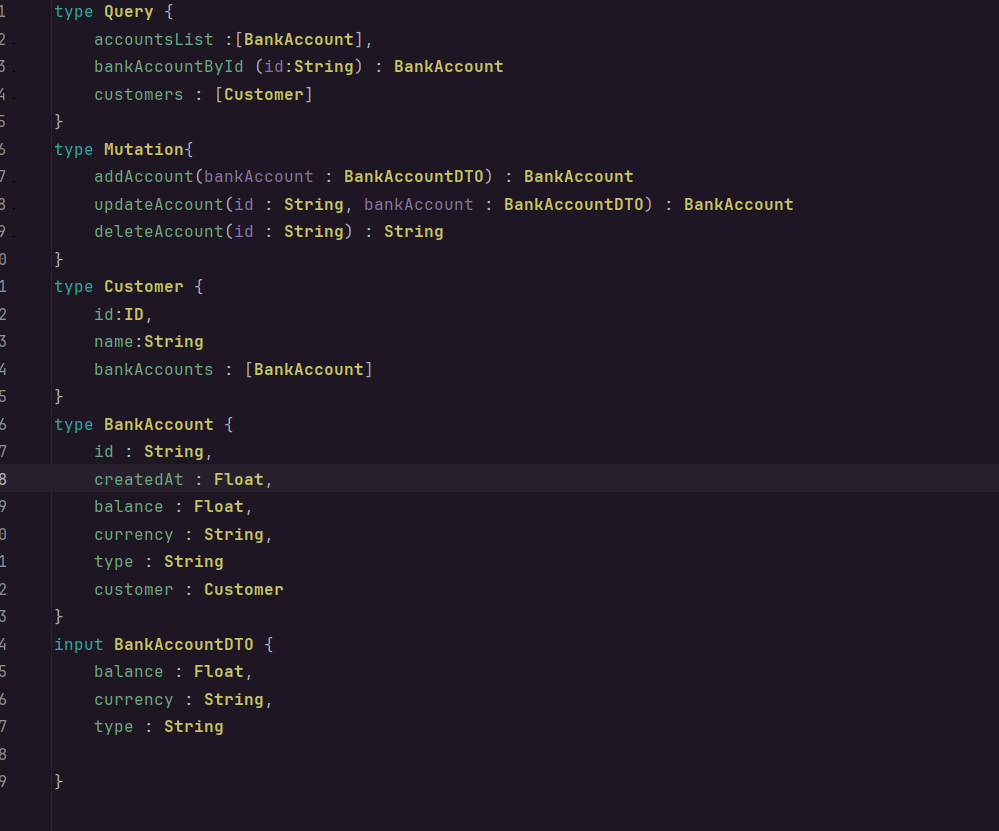 1 type Query {
2 accountsList :[BankAccount],
3 bankAccountById (id:String) : BankAccount
4 customers : [Customer]
5 }
6 type Mutation{
7 addAccount(bankAccount : BankAccountDTO) : BankAccount
8 updateAccount(id : String, bankAccount : BankAccountDTO) : BankAccount
9 deleteAccount(id : String) : String
0 }
1 type Customer {
2 id:ID,
3 name:String
4 bankAccounts : [BankAccount]
5 }
6 type BankAccount {
7 id : String,
8 createdAt : Float,
9 balance : Float,
0 currency : String,
1 type : String
2 customer : Customer
3 }
4 input BankAccountDTO {
5 balance : Float,
6 currency : String,
7 type : String
8
9 }